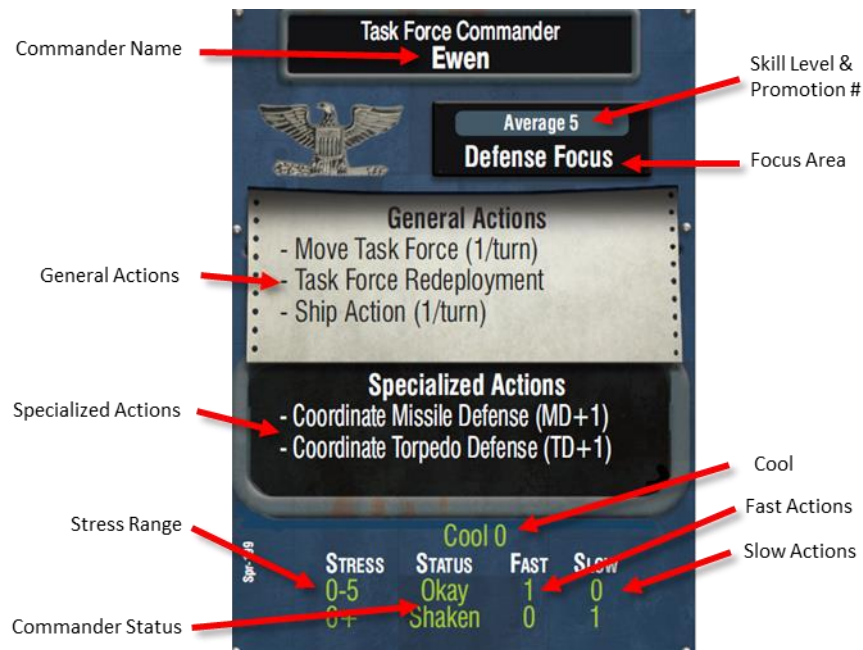 Commander Name
Task Force Commander
Ewen
Skill Level &
Promotion #
Average 5
Defense Focus
Focus Area
General Actions
- Move Task Force (1/turn)
General Actions
- Task Force Redeployment
- Ship Action (1/turn)
Specialized Actions
Specialized Actions
- Coordinate Missile Defense (MD+1)
- Coordinate Torpedo Defense (TD+1)
Cool
Stress Range
Cool 0
Fast Actions
Slow Actions
STRESS STATUS FAST SLOW
0-5 Okay 1 0
6+ Shaken 0 1
Commander Status